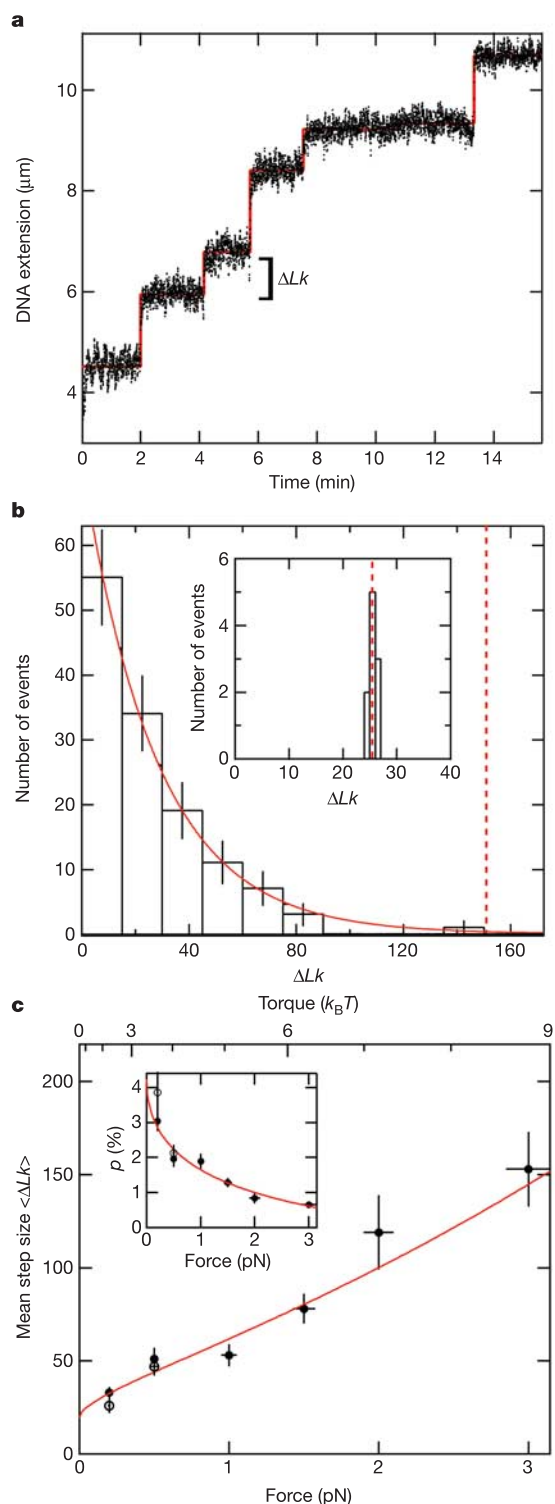 a
10
8
6
4
DNA extension (μm)
ΔLk
0 2 4 6 8 10 12 14
Time (min)
b
60
50
40
30
20
10
0
Number of events
6
4
2
0
Number of events
0 10 20 30 40
ΔLk
0 40 80 120 160
ΔLk
c
Torque (kBT)
0 3 6 9
200
150
100
50
0
Mean step size <ΔLk>
4
3
2
1
0
p (%)
0 1 2 3
Force (pN)
0 1 2 3
Force (pN)